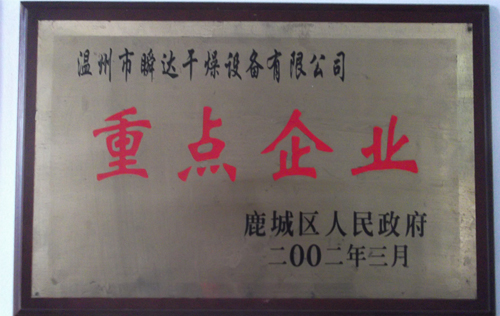 温州市瞬达干燥设备有限公司
重点企业
鹿城区人民政府
二00二年三月